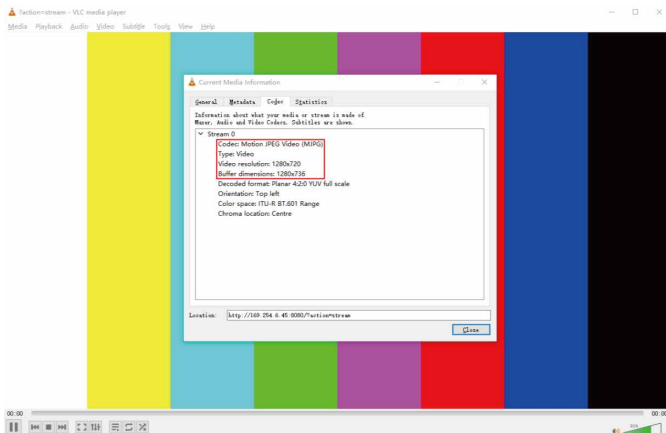 ?action=stream - VLC media player
Media Playback Audio Video Subtitle Tools View Help
Current Media Information
General Metadata Codec Statistics
Information about what your media or stream is made of
Muxer, Audio and Video Codecs, Subtitles are shown.
Stream 0
Codec: Motion JPEG Video (MJPG)
Type: Video
Video resolution: 1280x720
Buffer dimensions: 1280x736
Decoded format: Planar 4:2:0 YUV full scale
Orientation: Top left
Color space: ITU-R BT.601 Range
Chroma location: Centre
Location: http://169.254.6.45:8080/?action=stream
Close
00:00 00:00